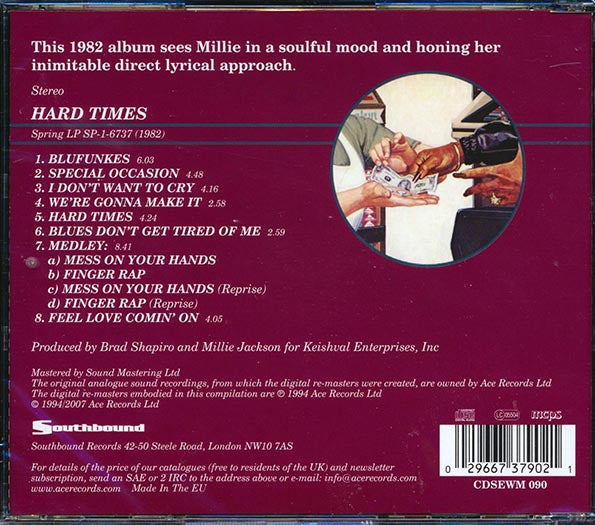 This 1982 album sees Millie in a soulful mood and honing her
inimitable direct lyrical approach.
Stereo
HARD TIMES
Spring LP SP-1-6737 (1982)
1. BLUFUNKES 6.03
2. SPECIAL OCCASION 4.48
3. I DON'T WANT TO CRY 4.16
4. WE'RE GONNA MAKE IT 2.58
5. HARD TIMES 4.24
6. BLUES DON'T GET TIRED OF ME 2.59
7. MEDLEY: 8.41
a) MESS ON YOUR HANDS
b) FINGER RAP
c) MESS ON YOUR HANDS (Reprise)
d) FINGER RAP (Reprise)
8. FEEL LOVE COMIN' ON 4.05
Produced by Brad Shapiro and Millie Jackson for Keishval Enterprises, Inc
Mastered by Sound Mastering Ltd
The original analogue sound recordings, from which the digital re-masters were created, are owned by Ace Records Ltd
The digital re-masters embodied in this compilation are ℗ 1994 Ace Records Ltd
© 1994/2007 Ace Records Ltd
Southbound
Southbound Records 42-50 Steele Road, London NW10 7AS
For details of the price of our catalogues (free to residents of the UK) and newsletter
subscription, send an SAE or 2 IRC to the address above or e-mail: info@acerecords.com
www.acerecords.com Made In The EU
LC 05504 mcps
0 29667 37902 1
CDSEWM 090